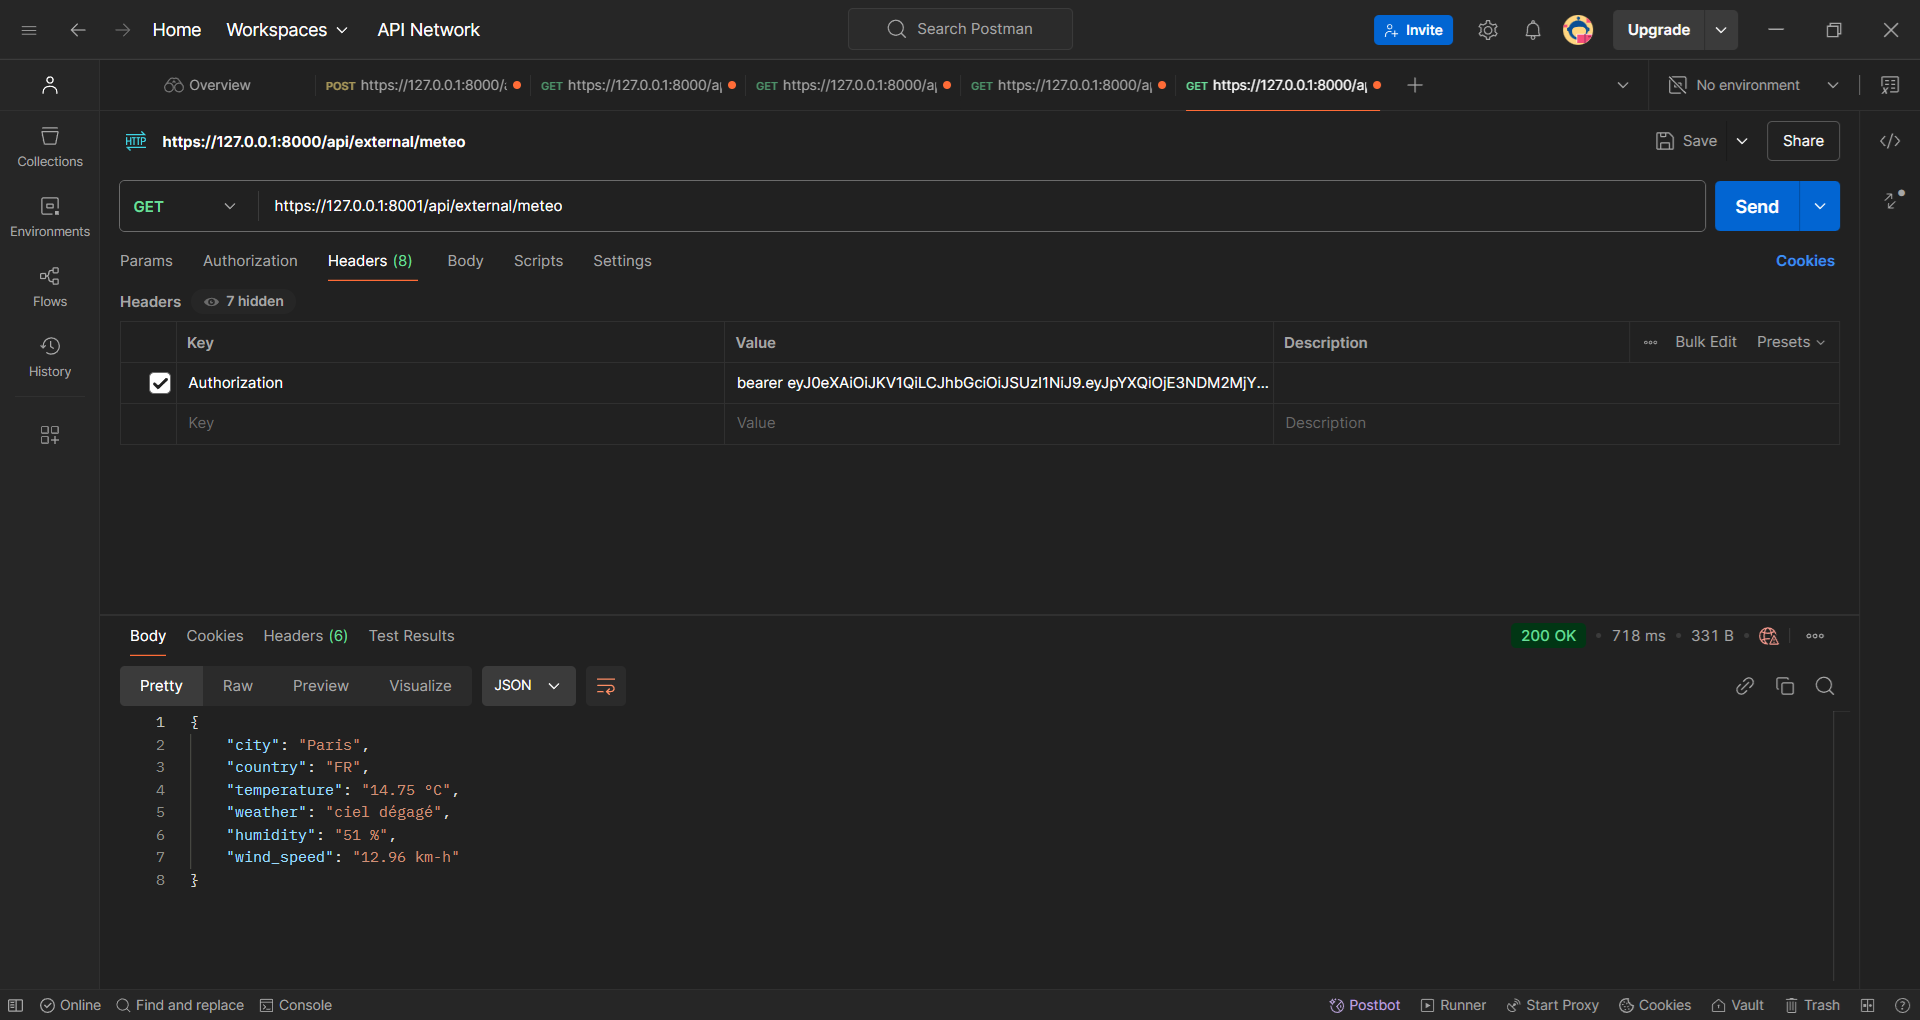 Home Workspaces API Network Search Postman Invite Upgrade
Overview POST https://127.0.0.1:8000/ GET https://127.0.0.1:8000/a GET https://127.0.0.1:8000/a GET https://127.0.0.1:8000/a GET https://127.0.0.1:8000/a No environment
HTTP https://127.0.0.1:8000/api/external/meteo Save Share
Collections
GET https://127.0.0.1:8001/api/external/meteo Send
Environments
Params Authorization Headers (8) Body Scripts Settings Cookies
Flows
Headers 7 hidden
Key Value Description Bulk Edit Presets
History
Authorization bearer eyJ0eXAiOiJKV1QiLCJhbGciOiJSUzI1NiJ9.eyJpYXQiOjE3NDM2MjY...
Key Value Description
Body Cookies Headers (6) Test Results 200 OK 718 ms 331 B
Pretty Raw Preview Visualize JSON
1 {
2 "city": "Paris",
3 "country": "FR",
4 "temperature": "14.75 °C",
5 "weather": "ciel dégagé",
6 "humidity": "51 %",
7 "wind_speed": "12.96 km-h"
8 }
Online Find and replace Console Postbot Runner Start Proxy Cookies Vault Trash